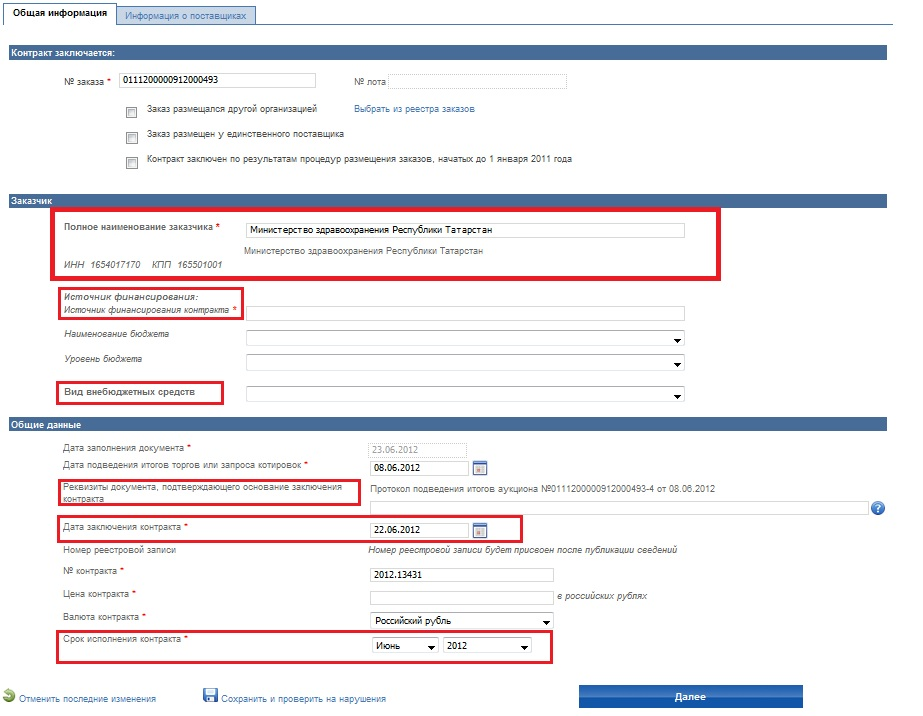 Общая информация
Информация о поставщиках
Контракт заключается:
№ заказа * 0111200000912000493 № лота
Заказ размещался другой организацией Выбрать из реестра заказов
Заказ размещен у единственного поставщика
Контракт заключен по результатам процедур размещения заказов, начатых до 1 января 2011 года
Заказчик
Полное наименование заказчика * Министерство здравоохранения Республики Татарстан
Министерство здравоохранения Республики Татарстан
ИНН 1654017170 КПП 165501001
Источник финансирования:
Источник финансирования контракта *
Наименование бюджета
Уровень бюджета
Вид внебюджетных средств
Общие данные
Дата заполнения документа * 23.06.2012
Дата подведения итогов торгов или запроса котировок * 08.06.2012
Реквизиты документа, подтверждающего основание заключения
контракта
Протокол подведения итогов аукциона №0111200000912000493-4 от 08.06.2012
?
Дата заключения контракта * 22.06.2012
Номер реестровой записи Номер реестровой записи будет присвоен после публикации сведений
№ контракта * 2012.13431
Цена контракта * в российских рублях
Валюта контракта * Российский рубль
Срок исполнения контракта * Июнь 2012
Отменить последние изменения Сохранить и проверить на нарушения Далее